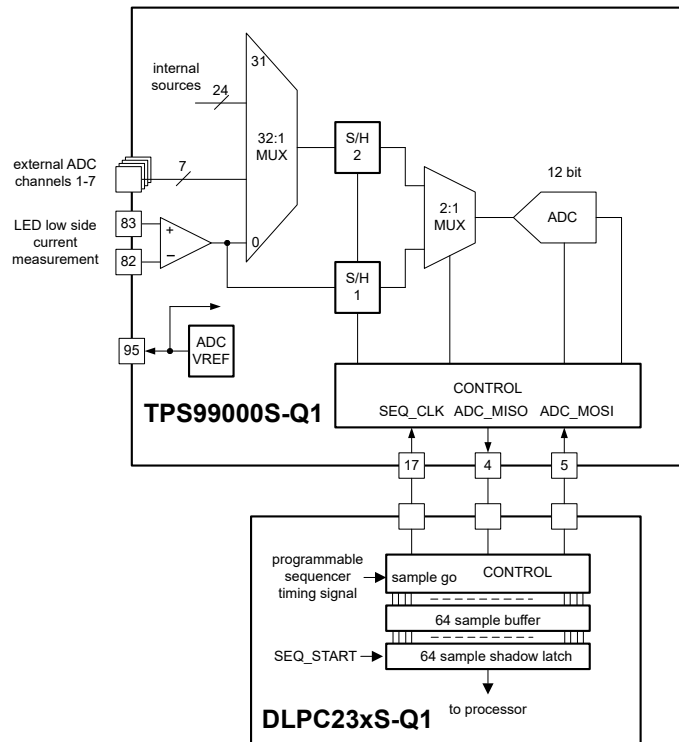 31
internal
sources
24
32:1
MUX
S/H
2
external ADC
channels 1-7
7
12 bit
2:1
MUX
ADC
LED low side
current
measurement
83
+
82
−
0
S/H
1
95
ADC
VREF
CONTROL
TPS99000S-Q1
SEQ_CLK ADC_MISO ADC_MOSI
17
4
5
programmable
sequencer
timing signal
sample go
CONTROL
64 sample buffer
SEQ_START
64 sample shadow latch
to processor
DLPC23xS-Q1